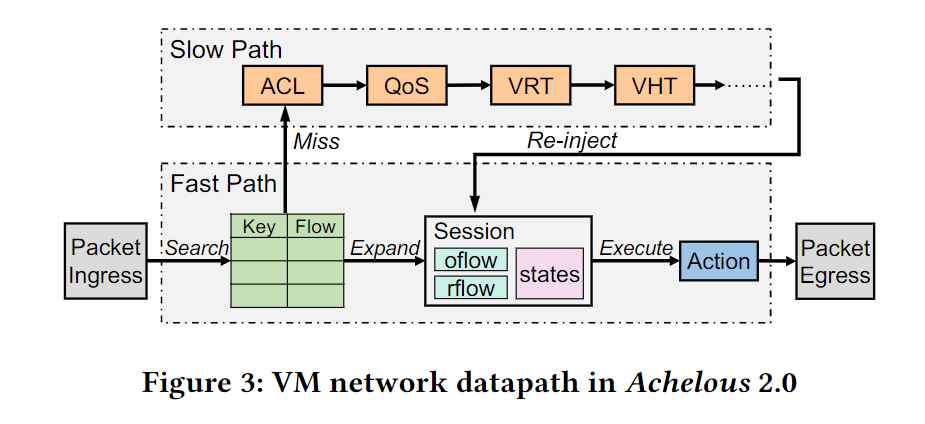 Slow Path
ACL
QoS
VRT
VHT
......
Miss
Re-inject
Fast Path
Packet
Ingress
Search
Key
Flow
Expand
Session
oflow
rflow
states
Execute
Action
Packet
Egress
Figure 3: VM network datapath in Achelous 2.0